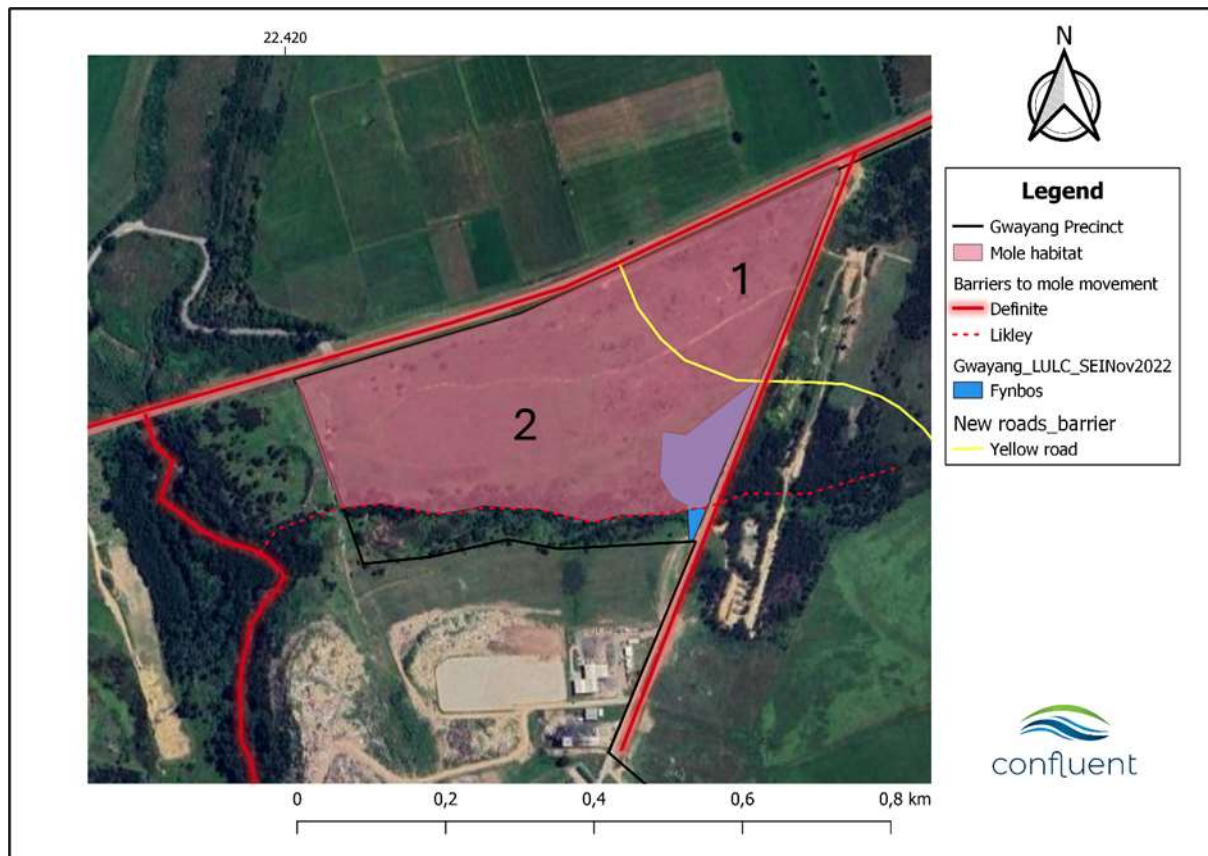 22.420
N
1
2
Legend
Gwayang Precinct
Mole habitat
Barriers to mole movement
Definite
Likley
Gwayang_LULC_SEINov2022
Fynbos
New roads_barrier
Yellow road
confluent
0 0,2 0,4 0,6 0,8 km